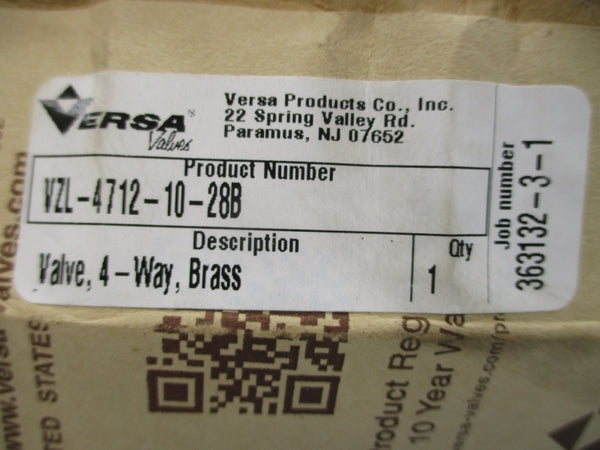 VERSA®
Valves
Versa Products Co., Inc.
22 Spring Valley Rd.
Paramus, NJ 07652
Product Number
VZL-4712-10-28B
Description
Valve, 4-Way, Brass
Qty
1
Job number
363132-3-1
www.versa-valves.com
TED STATES
roduct Reg
10 Year Wa
ersa-valves.com/pr